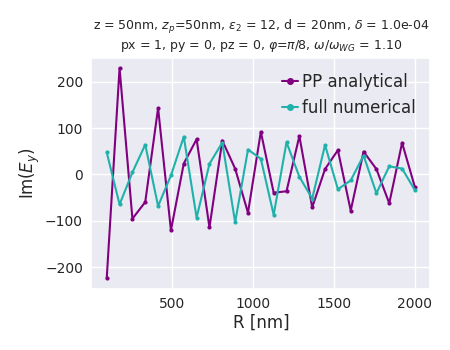 z = 50nm, z_p=50nm, ε_2 = 12, d = 20nm, δ = 1.0e-04
px = 1, py = 0, pz = 0, φ=π/8, ω/ω_WG = 1.10
PP analytical
full numerical
Im(E_y)
200
100
0
−100
−200
500
1000
1500
2000
R [nm]